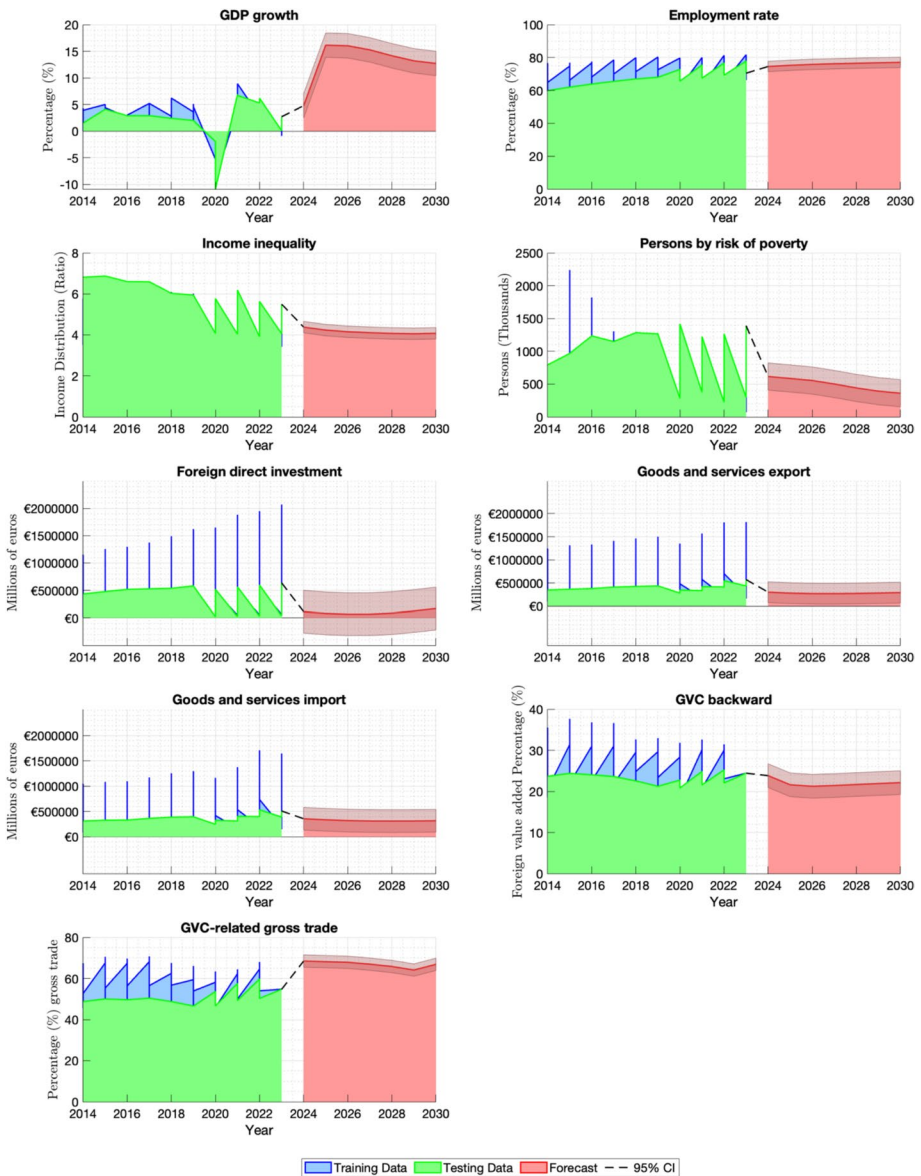 GDP growth
Percentage (%)
20
15
10
5
0
-5
-10
2014 2016 2018 2020 2022 2024 2026 2028 2030
Year
Employment rate
Percentage (%)
100
80
60
40
20
0
2014 2016 2018 2020 2022 2024 2026 2028 2030
Year
Income inequality
Income Distribution (Ratio)
8
6
4
2
0
2014 2016 2018 2020 2022 2024 2026 2028 2030
Year
Persons by risk of poverty
Persons (Thousands)
2500
2000
1500
1000
500
0
2014 2016 2018 2020 2022 2024 2026 2028 2030
Year
Foreign direct investment
Millions of euros
€2000000
€1500000
€1000000
€500000
€0
2014 2016 2018 2020 2022 2024 2026 2028 2030
Year
Goods and services export
Millions of euros
€2000000
€1500000
€1000000
€500000
€0
2014 2016 2018 2020 2022 2024 2026 2028 2030
Year
Goods and services import
Millions of euros
€2000000
€1500000
€1000000
€500000
€0
2014 2016 2018 2020 2022 2024 2026 2028 2030
Year
GVC backward
Foreign value added Percentage (%)
40
30
20
10
0
2014 2016 2018 2020 2022 2024 2026 2028 2030
Year
GVC-related gross trade
Percentage (%) gross trade
80
60
40
20
0
2014 2016 2018 2020 2022 2024 2026 2028 2030
Year
Training Data Testing Data Forecast 95% CI